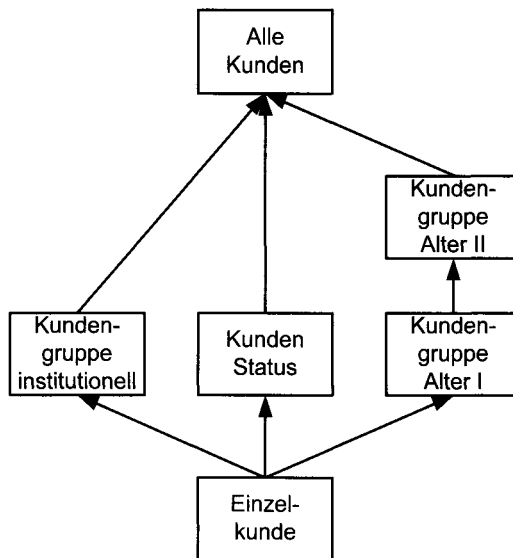 Alle
Kunden
Kunden-
gruppe
Alter II
Kunden-
gruppe
institutionell
Kunden
Status
Kunden-
gruppe
Alter I
Einzel-
kunde